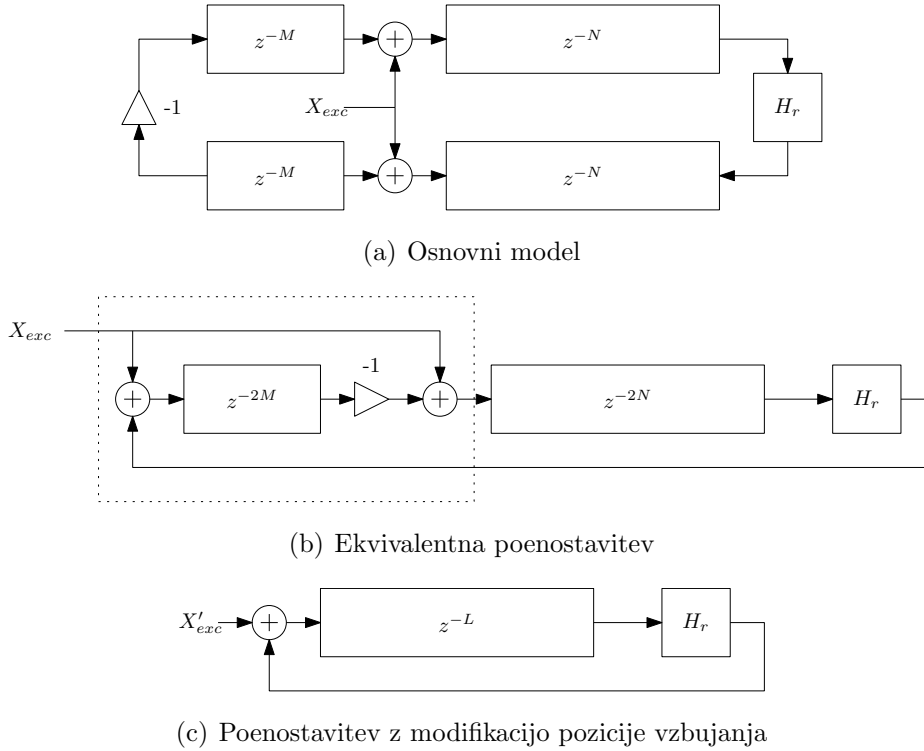 z^{-M} + z^{-N}
-1 X_{exc} H_r
z^{-M} + z^{-N}
(a) Osnovni model
X_{exc}
-1
+ z^{-2M} + z^{-2N} H_r
(b) Ekvivalentna poenostavitev
X'_{exc} + z^{-L} H_r
(c) Poenostavitev z modifikacijo pozicije vzbujanja